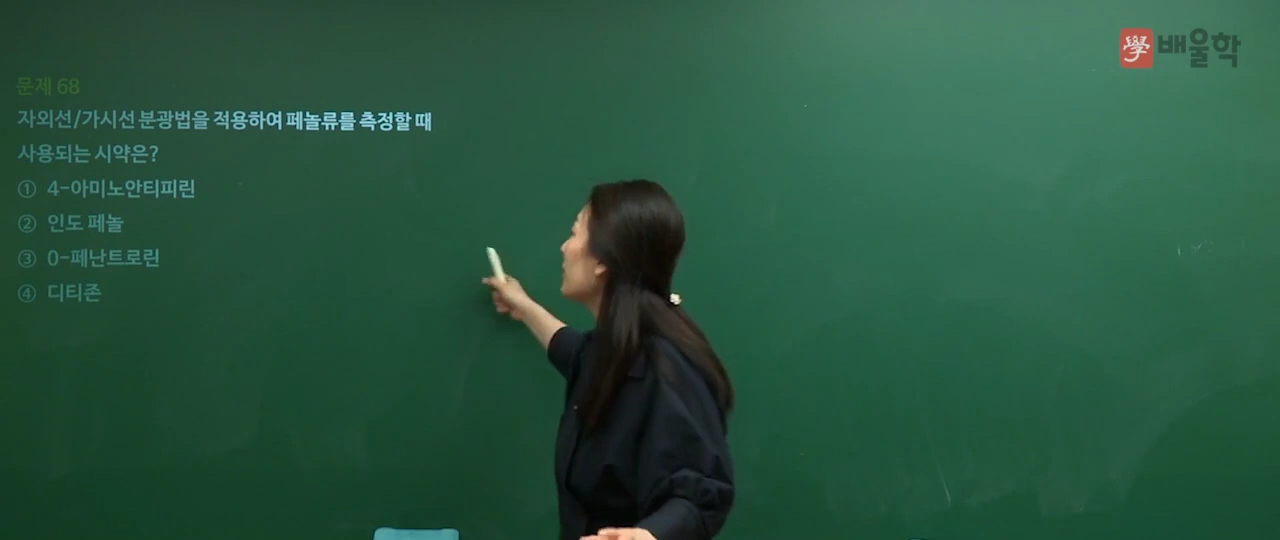 學 배울학
문제 68
자외선/가시선 분광법을 적용하여 페놀류를 측정할 때
사용되는 시약은?
① 4-아미노안티피린
② 인도 페놀
③ 0-페난트로린
④ 디티존